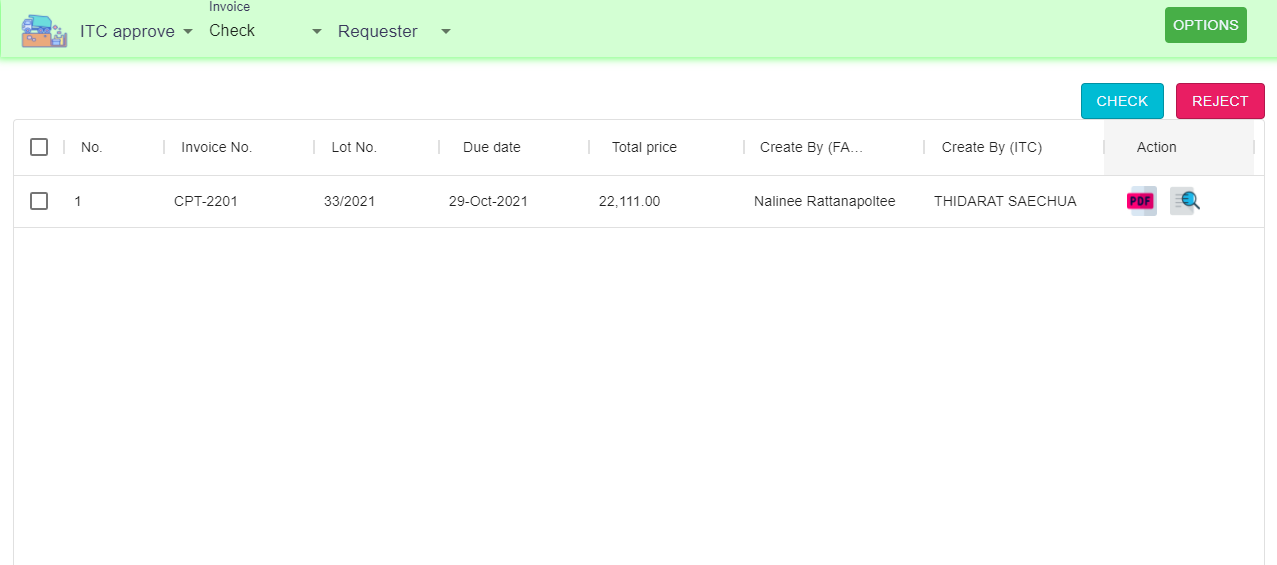 Invoice
ITC approve Check Requester OPTIONS
CHECK REJECT
No. Invoice No. Lot No. Due date Total price Create By (FA... Create By (ITC) Action
1 CPT-2201 33/2021 29-Oct-2021 22,111.00 Nalinee Rattanapoltee THIDARAT SAECHUA PDF